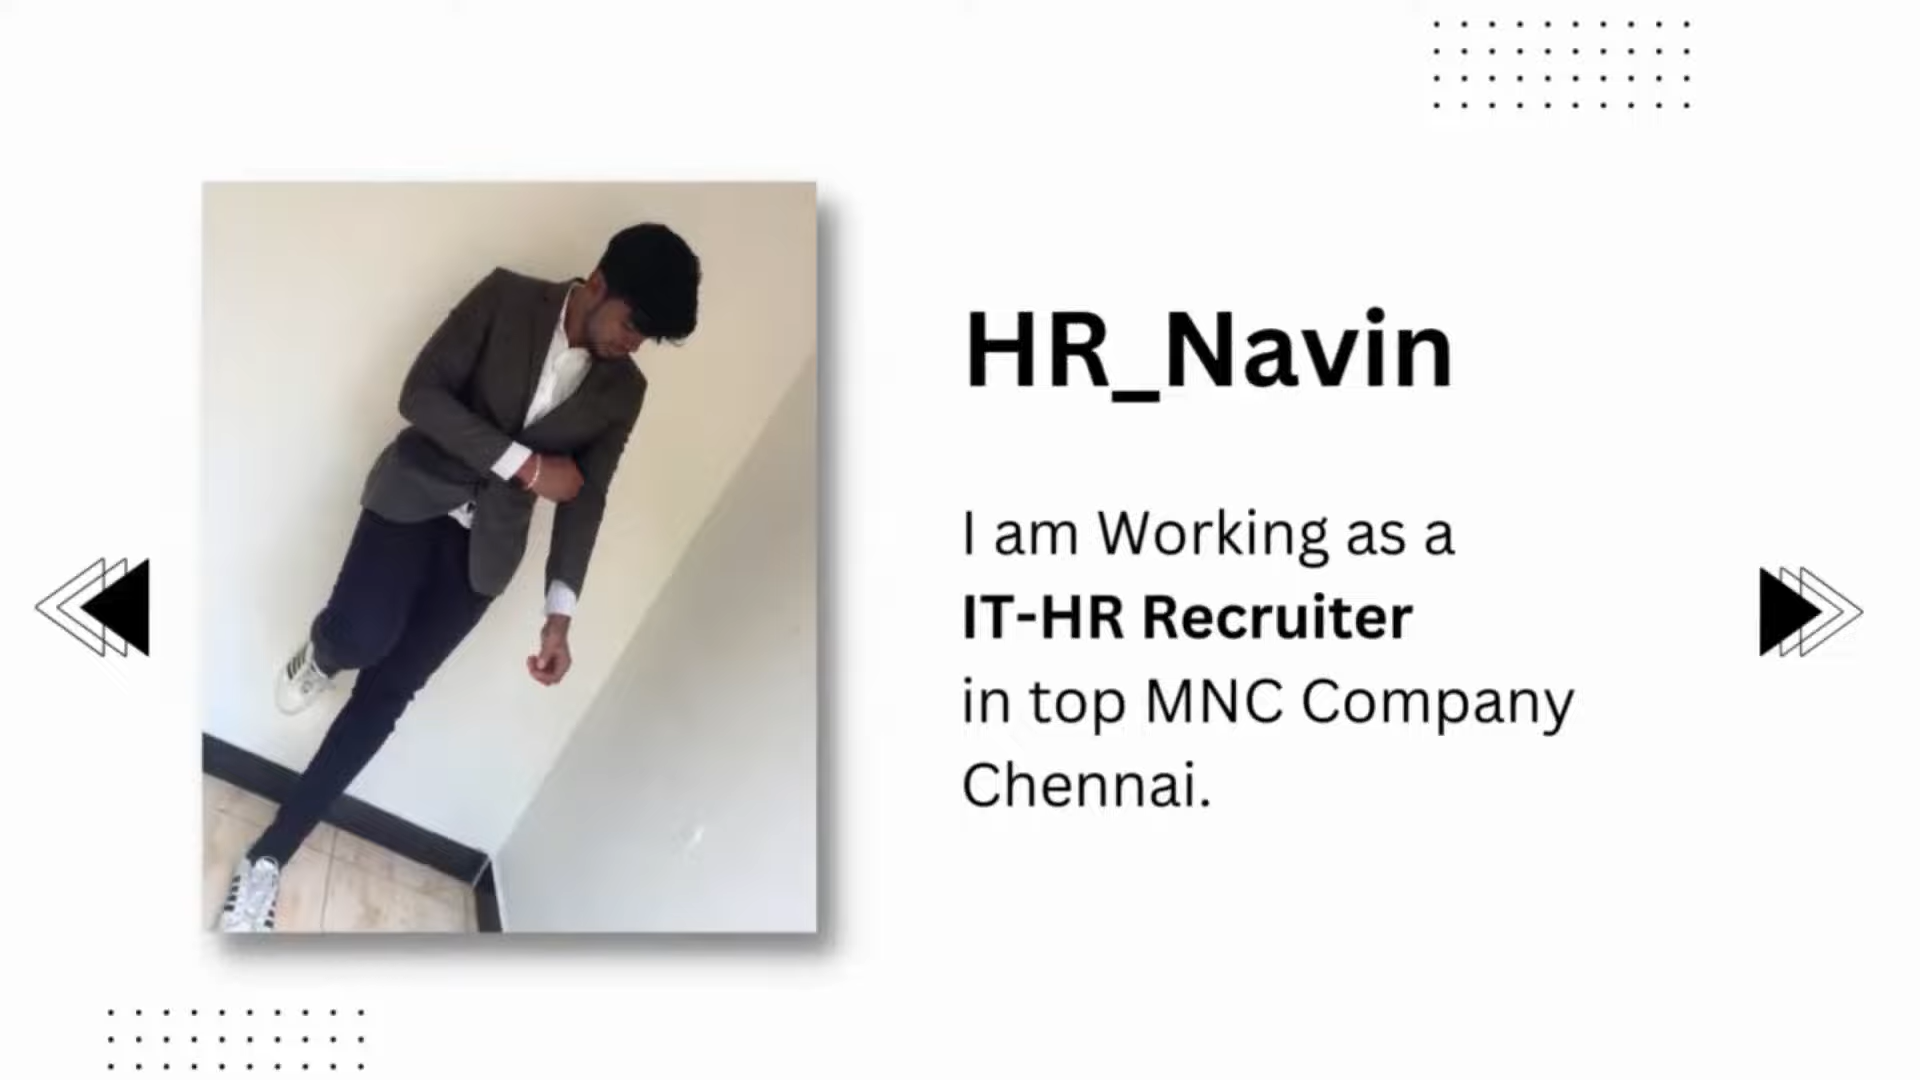 HR_Navin
I am Working as a
IT-HR Recruiter
in top MNC Company
Chennai.